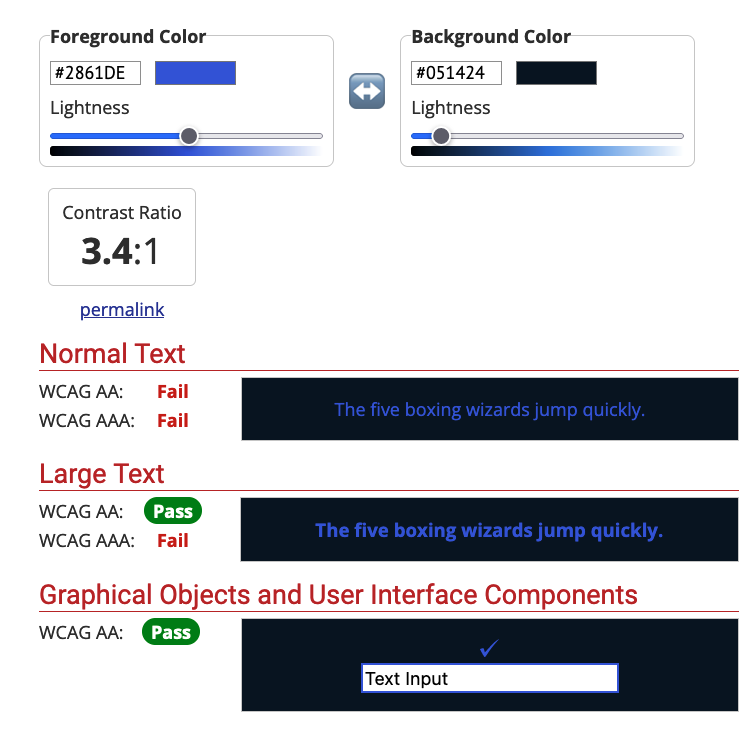 Foreground Color
#2861DE
Lightness
Background Color
#051424
Lightness
Contrast Ratio
3.4:1
permalink
Normal Text
WCAG AA: Fail
WCAG AAA: Fail
The five boxing wizards jump quickly.
Large Text
WCAG AA: Pass
WCAG AAA: Fail
The five boxing wizards jump quickly.
Graphical Objects and User Interface Components
WCAG AA: Pass
✓
Text Input